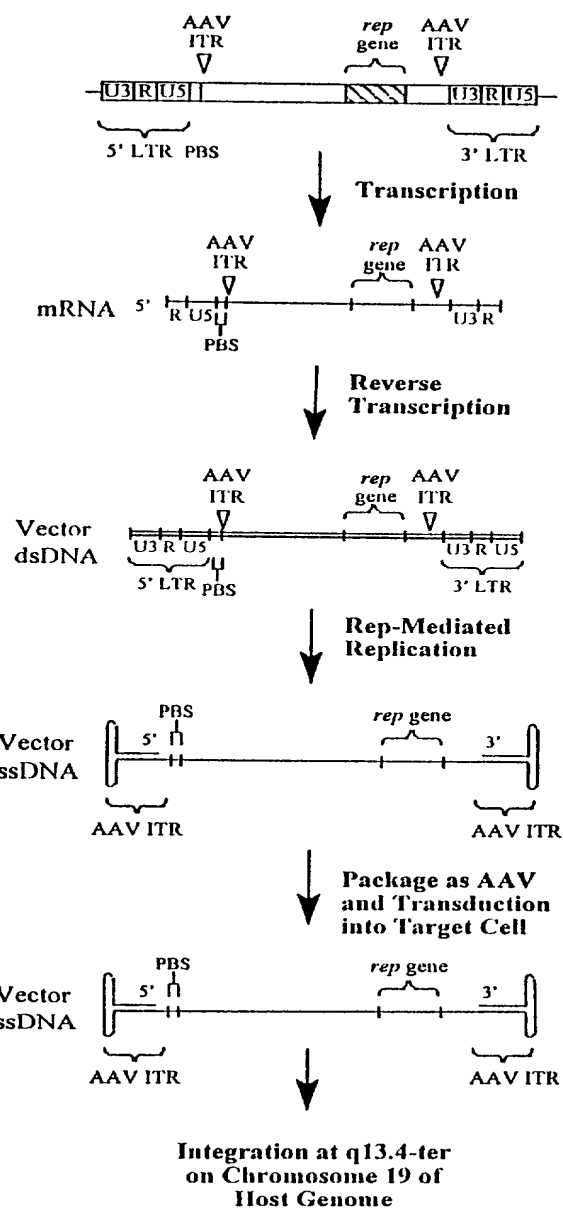 AAV ITR
rep gene
AAV ITR
U3 R U5
U3 R U5
5' LTR PBS
3' LTR
Transcription
AAV ITR
rep gene
AAV ITR
mRNA 5'
R U5
U3 R
PBS
Reverse
Transcription
AAV ITR
rep gene
AAV ITR
Vector
dsDNA
U3 R U5
U3 R U5
5' LTR PBS
3' LTR
Rep-Mediated
Replication
PBS
rep gene
Vector
ssDNA
5'
3'
AAV ITR
AAV ITR
Package as AAV
and Transduction
into Target Cell
PBS
rep gene
Vector
ssDNA
5'
3'
AAV ITR
AAV ITR
Integration at q13.4-ter
on Chromosome 19 of
Host Genome